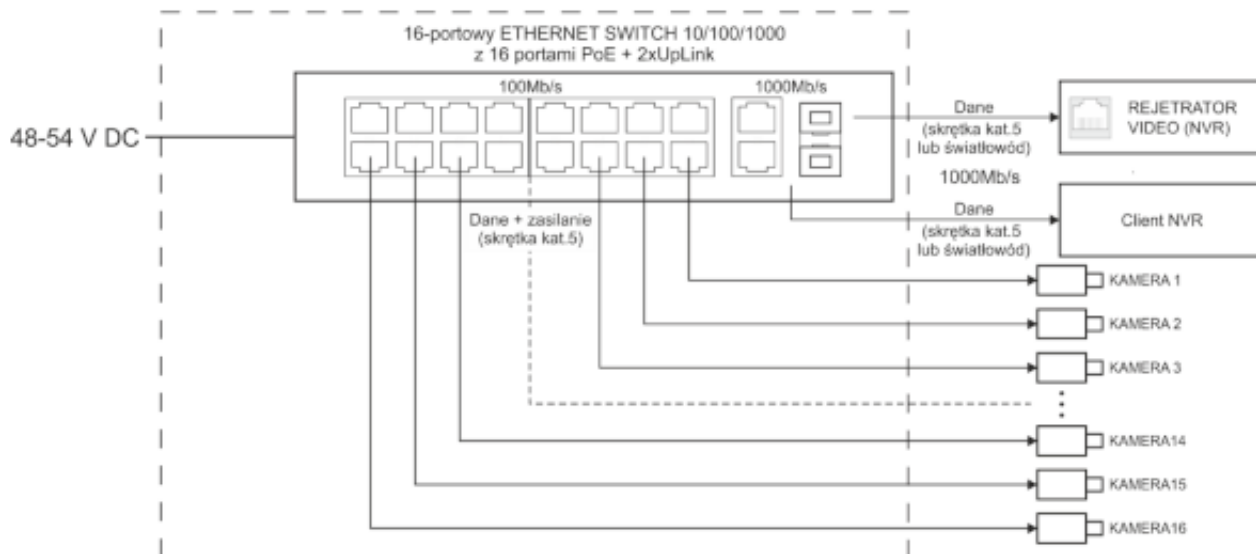 16-portowy ETHERNET SWITCH 10/100/1000
z 16 portami PoE + 2xUpLink
100Mb/s
1000Mb/s
48-54 V DC
Dane
(skrętka kat.5
lub światłowód)
REJETRATOR
VIDEO (NVR)
1000Mb/s
Dane + zasilanie
(skrętka kat.5)
Dane
(skrętka kat.5
lub światłowód)
Client NVR
KAMERA 1
KAMERA 2
KAMERA 3
KAMERA14
KAMERA15
KAMERA16